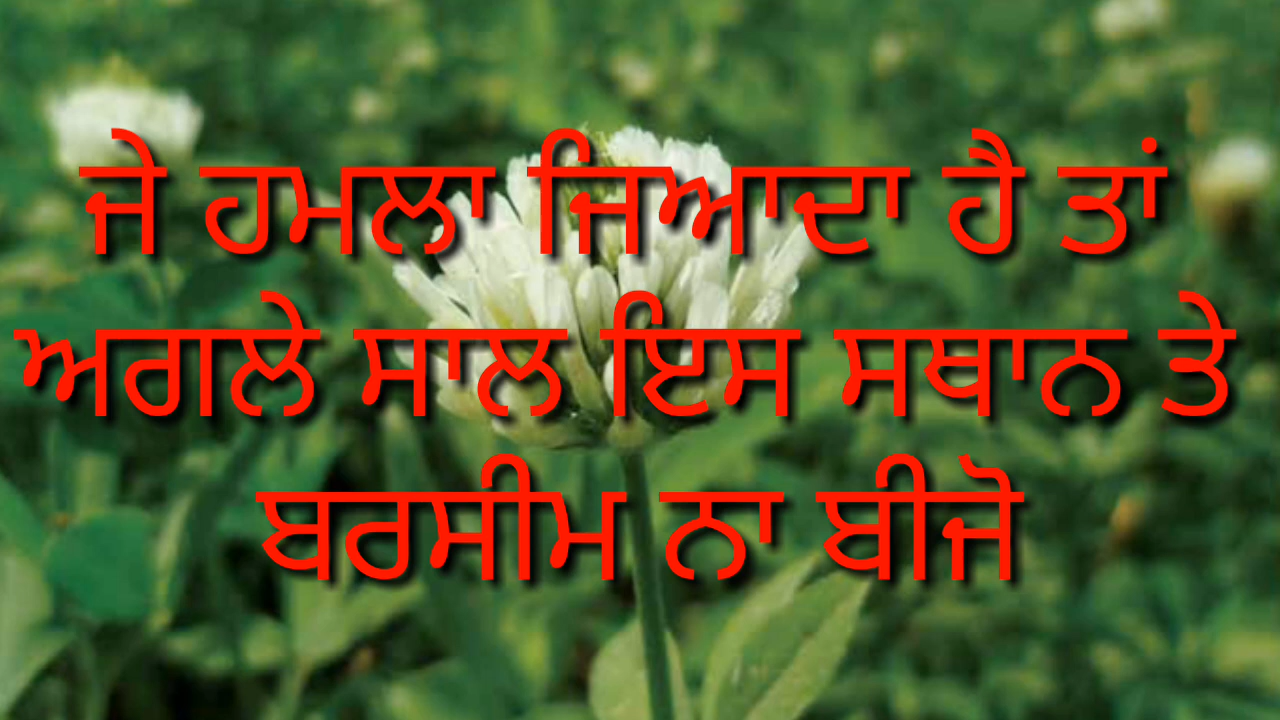 ਜੇ ਹਮਲਾ ਜਿਆਦਾ ਹੈ ਤਾਂ
ਅਗਲੇ ਸਾਲ ਇਸ ਸਥਾਨ ਤੇ
ਬਰਸੀਮ ਨਾ ਬੀਜੋ